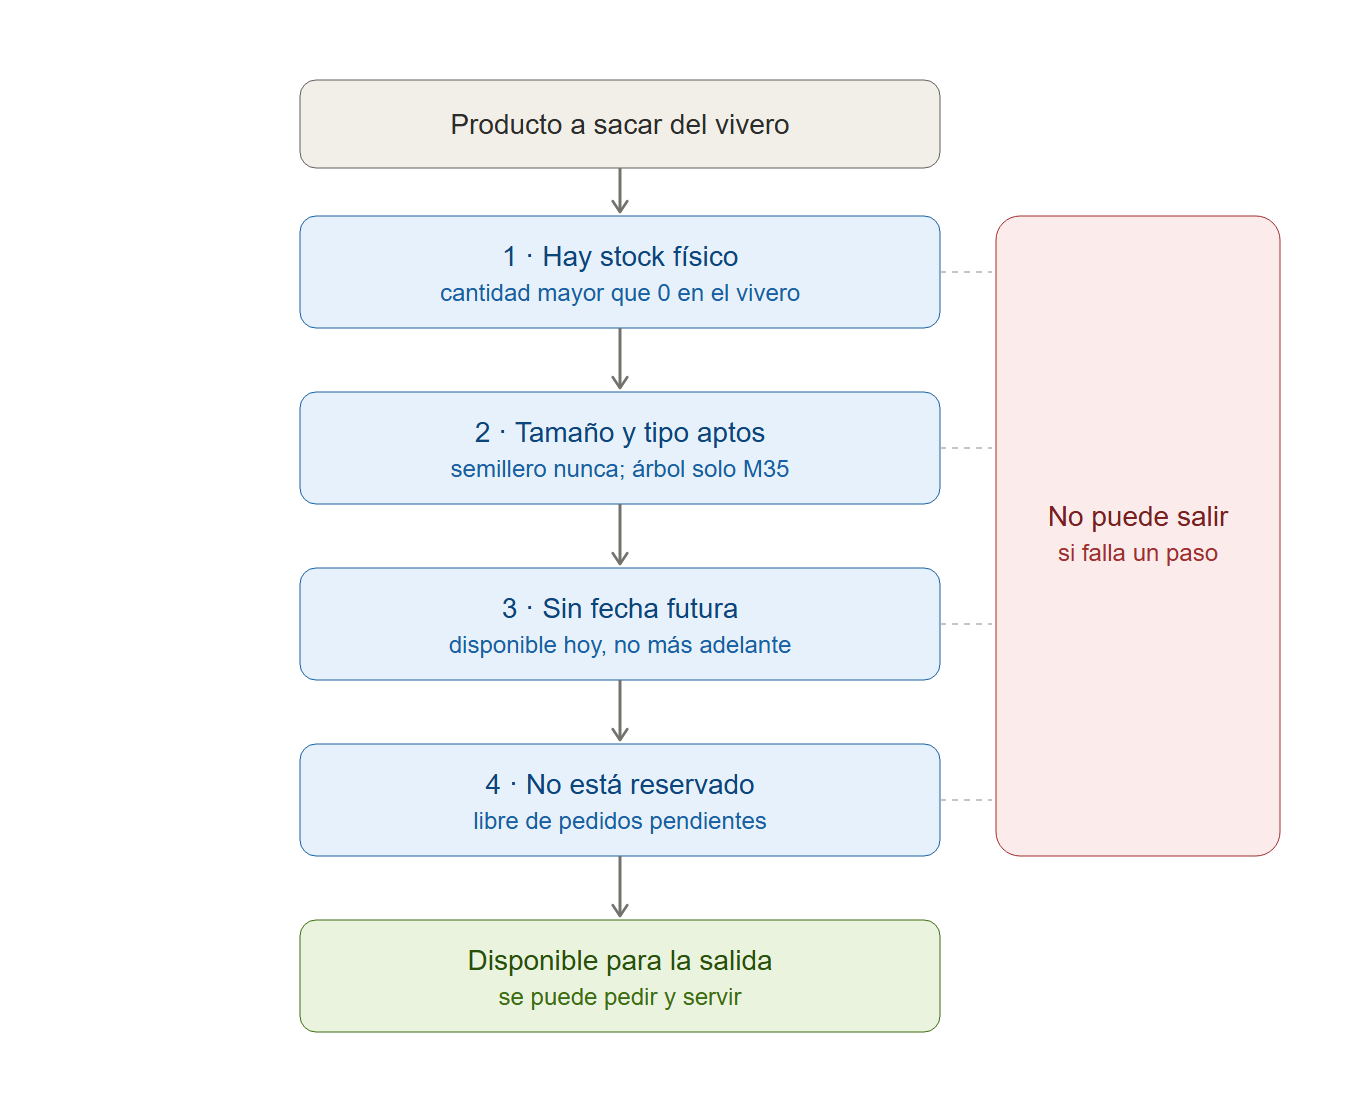 Producto a sacar del vivero
1 · Hay stock físico
cantidad mayor que 0 en el vivero
2 · Tamaño y tipo aptos
semillero nunca; árbol solo M35
No puede salir
si falla un paso
3 · Sin fecha futura
disponible hoy, no más adelante
4 · No está reservado
libre de pedidos pendientes
Disponible para la salida
se puede pedir y servir